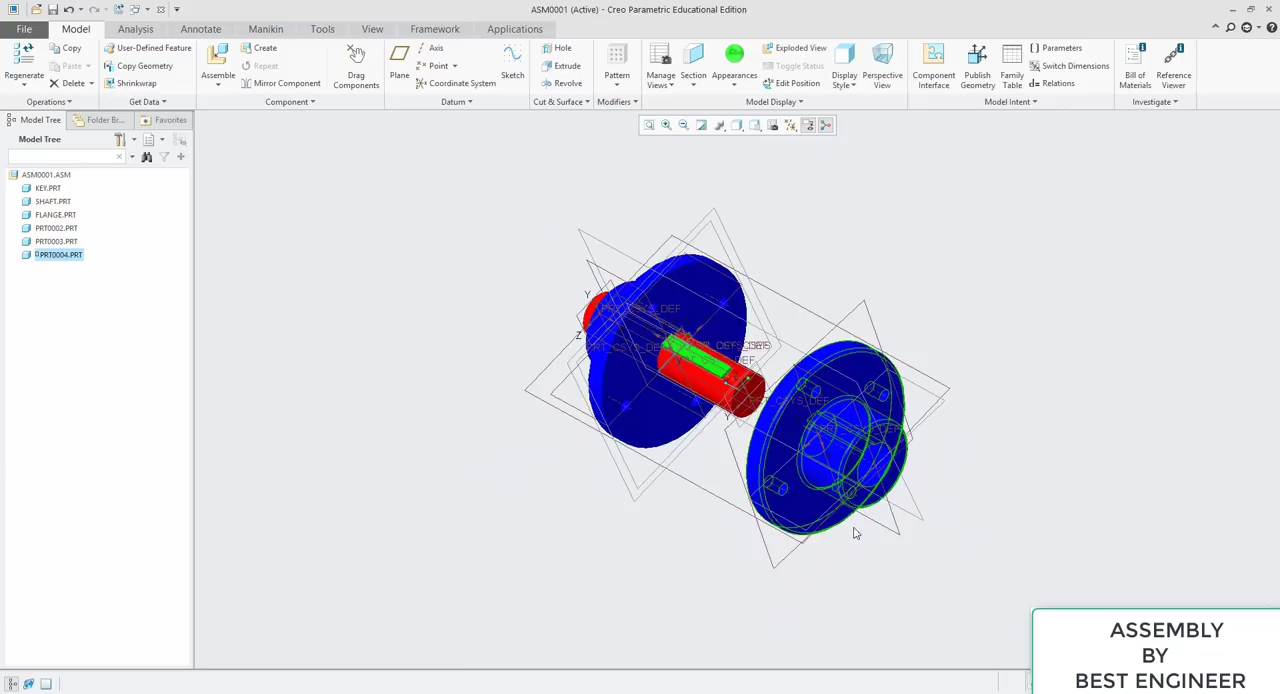 ASM0001 (Active) - Creo Parametric Educational Edition
File Model Analysis Annotate Manikin Tools View Framework Applications
Regenerate
Copy
Paste
Delete
Operations
User-Defined Feature
Copy Geometry
Shrinkwrap
Get Data
Assemble
Create
Repeat
Mirror Component
Drag
Components
Component
Plane
Axis
Point
Coordinate System
Sketch
Datum
Hole
Extrude
Revolve
Cut & Surface
Pattern
Modifiers
Manage
Views
Section
Appearances
Exploded View
Toggle Status
Edit Position
Display
Style
Perspective
View
Model Display
Component
Interface
Publish
Geometry
Family
Table
Parameters
Switch Dimensions
Relations
Model Intent
Bill of
Materials
Reference
Viewer
Investigate
Model Tree Folder Br... Favorites
Model Tree
ASM0001.ASM
KEY.PRT
SHAFT.PRT
FLANGE.PRT
PRT0002.PRT
PRT0003.PRT
PRT0004.PRT
Y
Z
Y
ASSEMBLY
BY
BEST ENGINEER